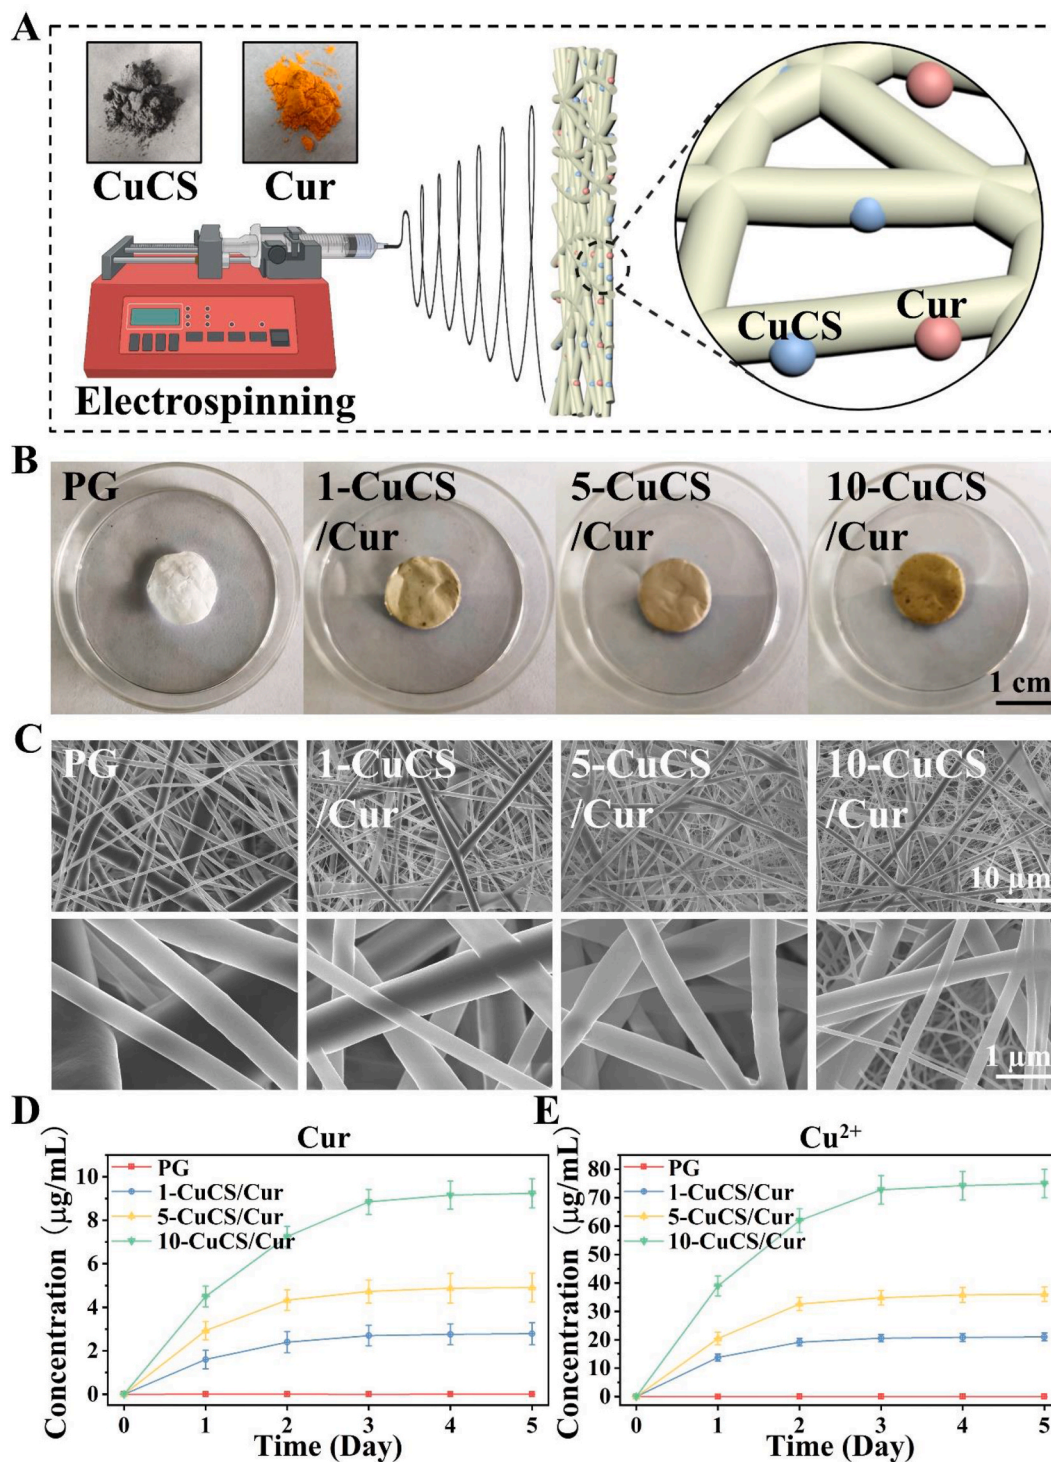 A
CuCS
Cur
Electrospinning
CuCS
Cur
B
PG
1-CuCS
/Cur
5-CuCS
/Cur
10-CuCS
/Cur
1 cm
C
PG
1-CuCS
/Cur
5-CuCS
/Cur
10-CuCS
/Cur
10 μm
1 μm
D
Cur
Concentration (μg/mL)
10
8
6
4
2
0
PG
1-CuCS/Cur
5-CuCS/Cur
10-CuCS/Cur
0 1 2 3 4 5
Time (Day)
E
Cu²⁺
Concentration (μg/mL)
80
70
60
50
40
30
20
10
0
PG
1-CuCS/Cur
5-CuCS/Cur
10-CuCS/Cur
0 1 2 3 4 5
Time (Day)